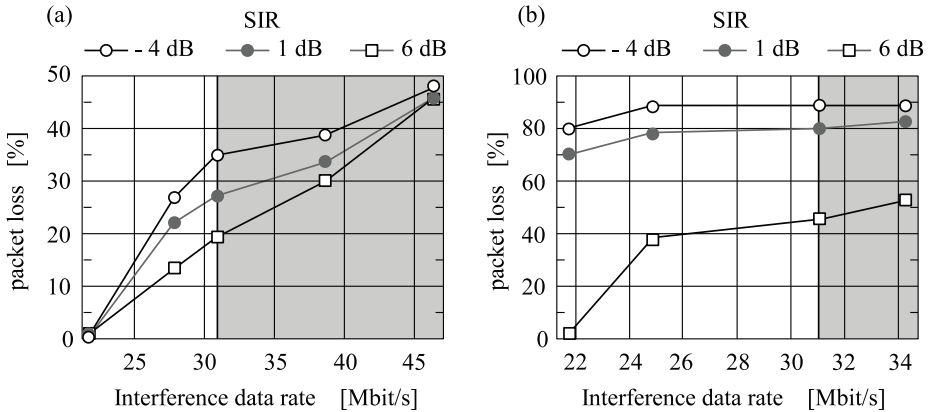 (a)
SIR
- 4 dB 1 dB 6 dB
50
40
30
20
10
0
packet loss [%]
25 30 35 40 45
Interference data rate [Mbit/s]
(b)
SIR
- 4 dB 1 dB 6 dB
100
80
60
40
20
0
packet loss [%]
22 24 26 28 30 32 34
Interference data rate [Mbit/s]